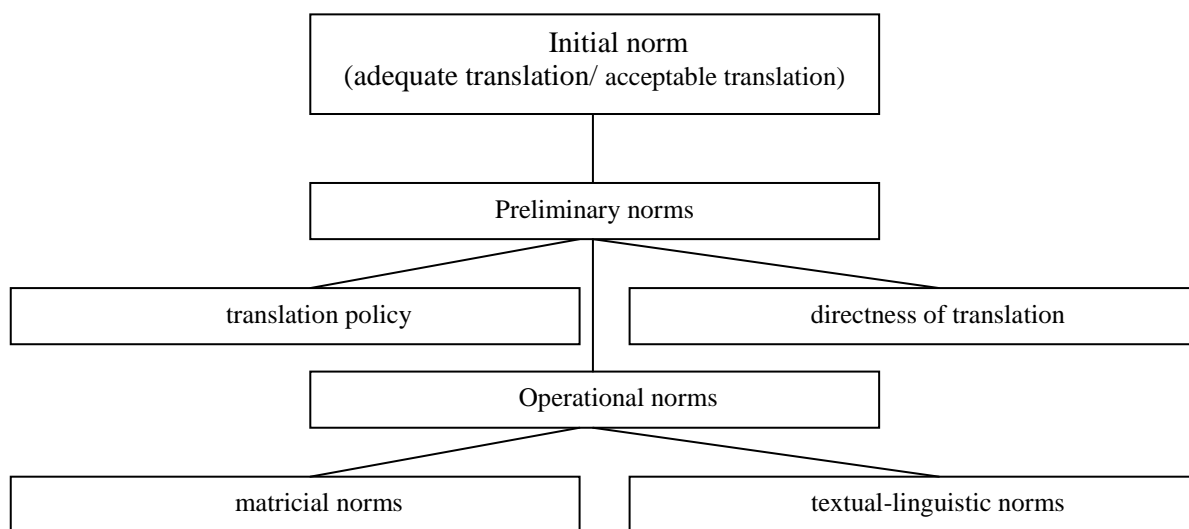 Initial norm
(adequate translation/ acceptable translation)
Preliminary norms
translation policy
directness of translation
Operational norms
matricial norms
textual-linguistic norms